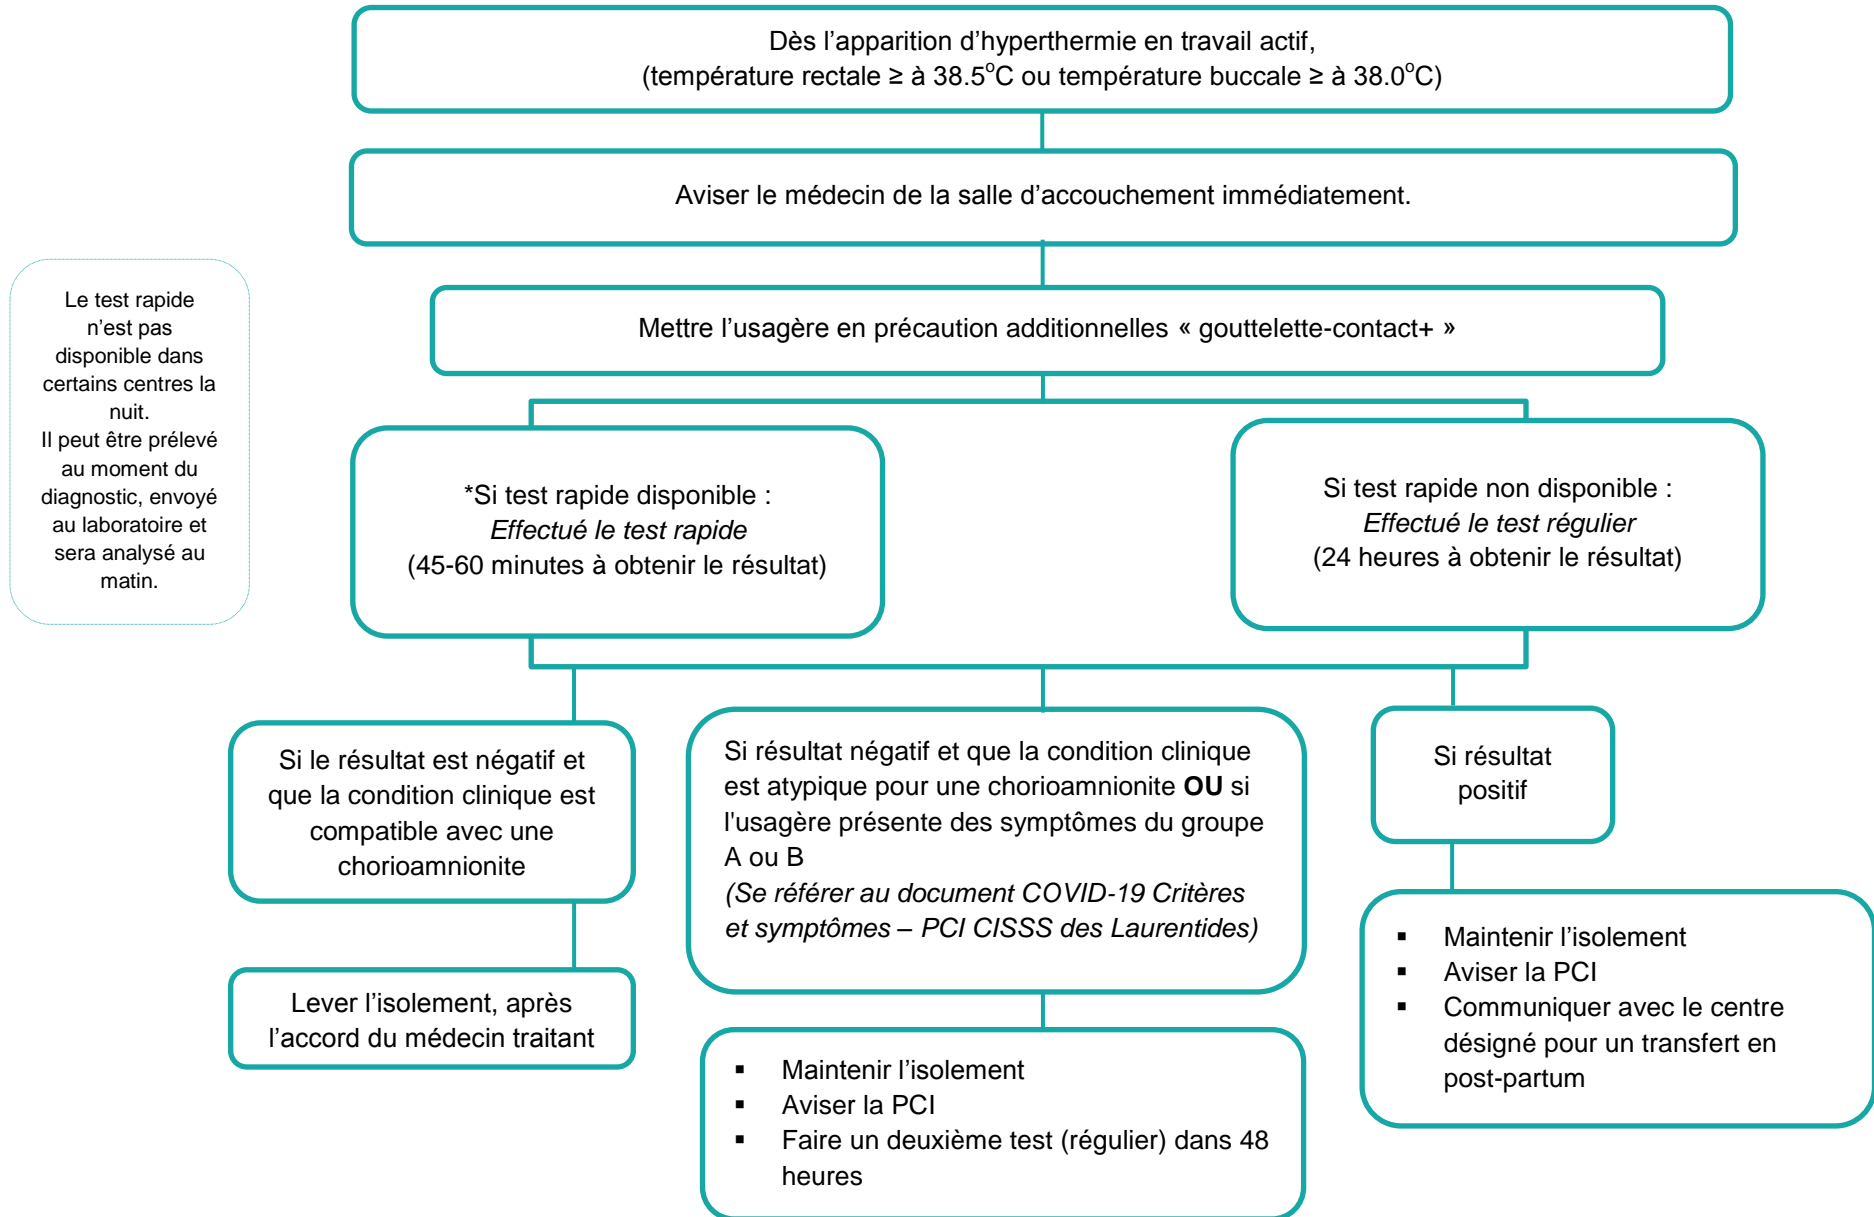 Dès l’apparition d’hyperthermie en travail actif,
(température rectale ≥ à 38.5°C ou température buccale ≥ à 38.0°C)
Aviser le médecin de la salle d’accouchement immédiatement.
Mettre l’usagère en précaution additionnelles « gouttelette-contact+ »
Le test rapide
n’est pas
disponible dans
certains centres la
nuit.
Il peut être prélevé
au moment du
diagnostic, envoyé
au laboratoire et
sera analysé au
matin.
*Si test rapide disponible :
Effectué le test rapide
(45-60 minutes à obtenir le résultat)
Si test rapide non disponible :
Effectué le test régulier
(24 heures à obtenir le résultat)
Si le résultat est négatif et
que la condition clinique est
compatible avec une
chorioamnionite
Lever l’isolement, après
l’accord du médecin traitant
Si résultat négatif et que la condition clinique
est atypique pour une chorioamnionite OU si
l'usagère présente des symptômes du groupe
A ou B
(Se référer au document COVID-19 Critères
et symptômes – PCI CISSS des Laurentides)
▪ Maintenir l’isolement
▪ Aviser la PCI
▪ Faire un deuxième test (régulier) dans 48
heures
Si résultat
positif
▪ Maintenir l’isolement
▪ Aviser la PCI
▪ Communiquer avec le centre
désigné pour un transfert en
post-partum